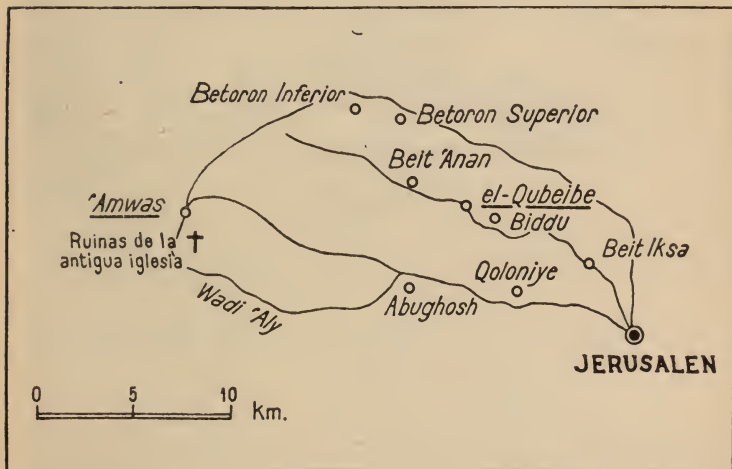 Betoron Inferior
Betoron Superior
Beit ‘Anan
el-Qubeibe
‘Amwas
Biddu
Ruinas de la
antigua iglesia
Beit Iksa
Qoloniye
Wadi ‘Aly
Abughosh
JERUSALEN
0 5 10
Km.